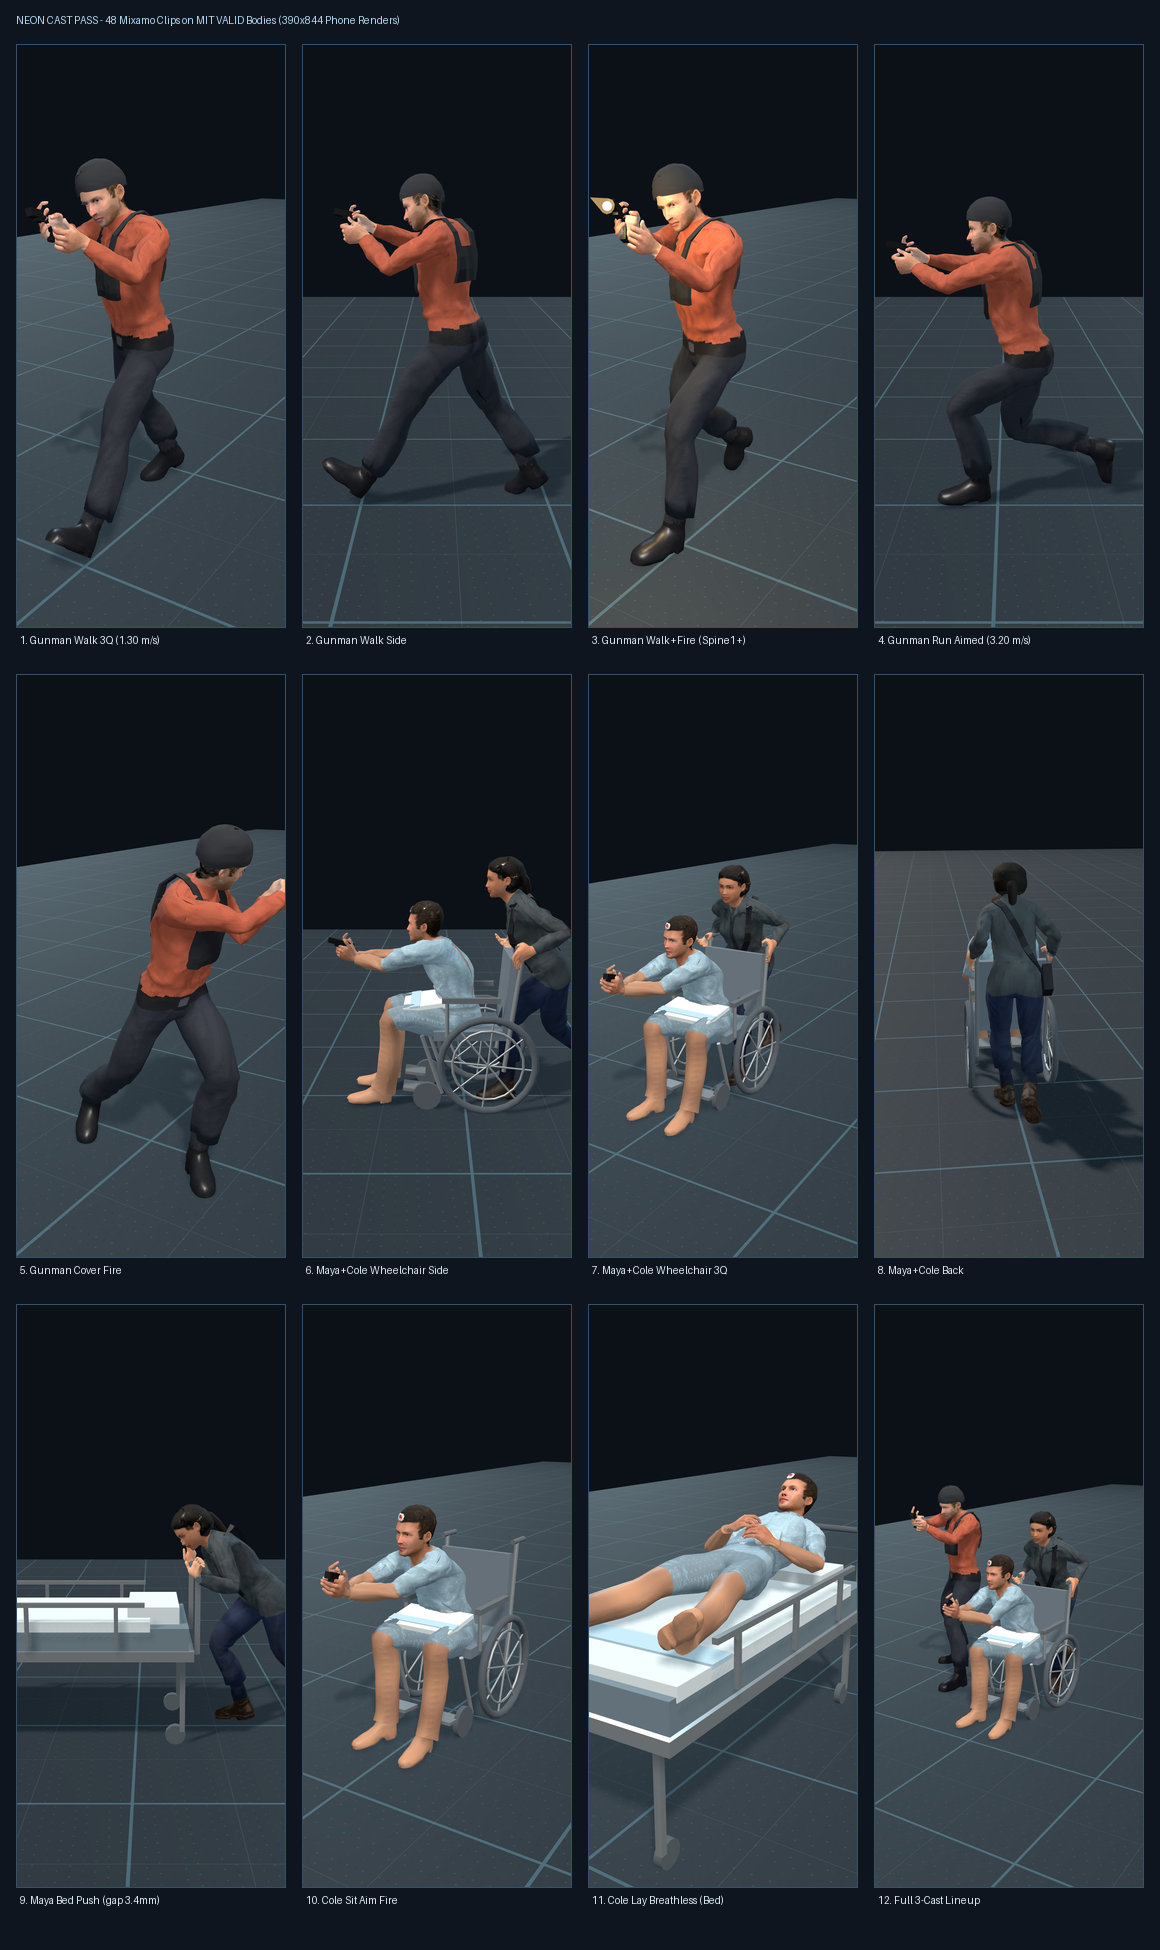 NEON CAST PASS - 48 Mixamo Clips on MIT VALID Bodies (390x844 Phone Renders)
1. Gunman Walk 3Q (1.30 m/s)
2. Gunman Walk Side
3. Gunman Walk+Fire (Spine1+)
4. Gunman Run Aimed (3.20 m/s)
5. Gunman Cover Fire
6. Maya+Cole Wheelchair Side
7. Maya+Cole Wheelchair 3Q
8. Maya+Cole Back
9. Maya Bed Push (gap 3.4mm)
10. Cole Sit Aim Fire
11. Cole Lay Breathless (Bed)
12. Full 3-Cast Lineup